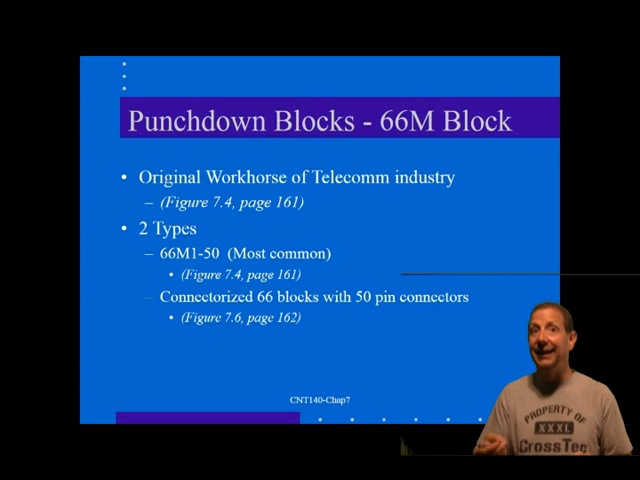 Punchdown Blocks - 66M Block
• Original Workhorse of Telecomm industry
– (Figure 7.4, page 161)
• 2 Types
– 66M1-50 (Most common)
• (Figure 7.4, page 161)
– Connectorized 66 blocks with 50 pin connectors
• (Figure 7.6, page 162)
CNT140-Chap7
PROPERTY OF
XXXL
CrossTec